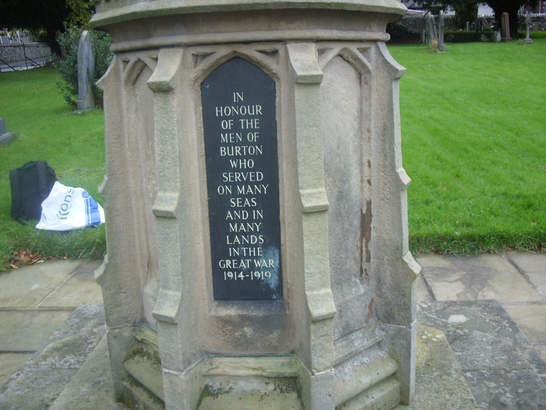 IN
HONOUR
OF THE
MEN OF
BURTON
WHO
SERVED
ON MANY
SEAS
AND IN
MANY
LANDS
IN THE
GREAT WAR
1914-1919